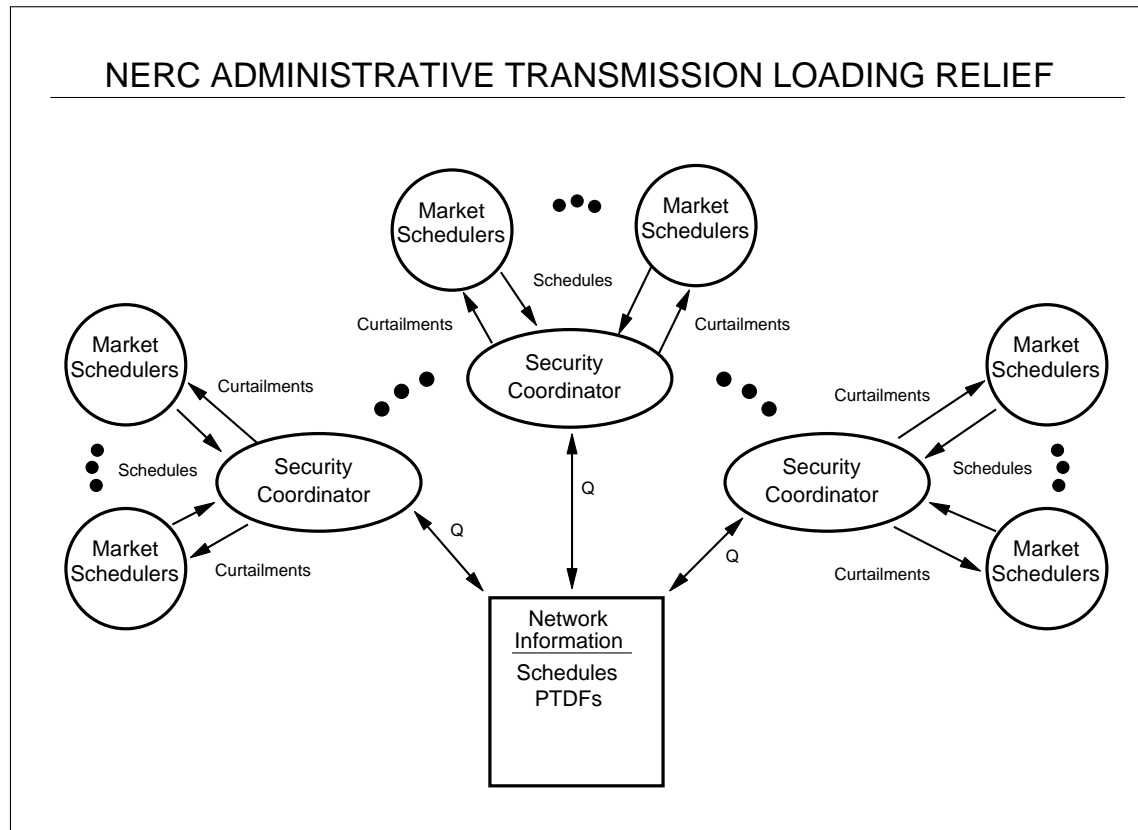 NERC ADMINISTRATIVE TRANSMISSION LOADING RELIEF
Market
Schedulers
Market
Schedulers
Schedules
Curtailments
Curtailments
Security
Coordinator
Market
Schedulers
Curtailments
Schedules
Security
Coordinator
Market
Schedulers
Curtailments
Market
Schedulers
Curtailments
Schedules
Security
Coordinator
Market
Schedulers
Curtailments
Q
Q
Q
Network
Information
Schedules
PTDFs